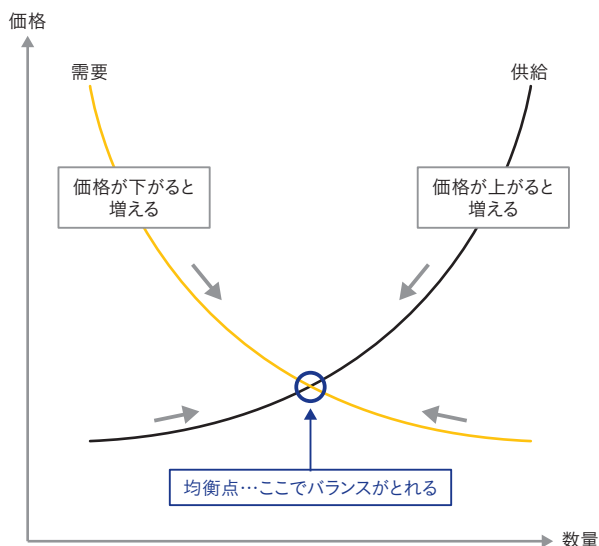 価格
需要
供給
価格が下がると
増える
価格が上がると
増える
均衡点…ここでバランスがとれる
数量